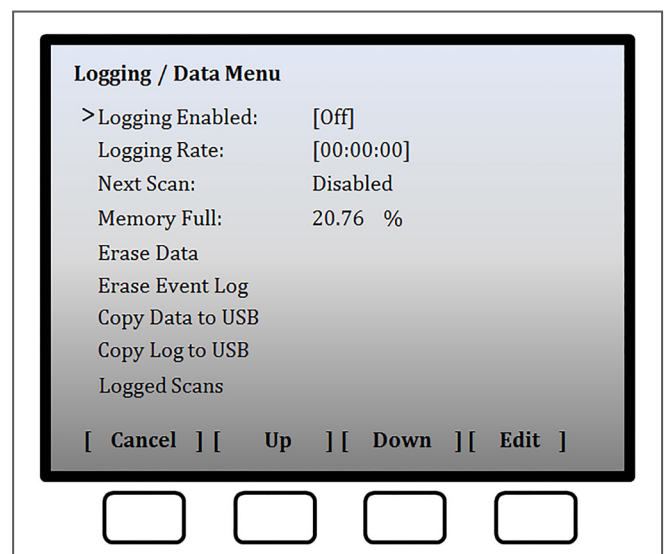 Logging / Data Menu
>Logging Enabled: [Off]
Logging Rate: [00:00:00]
Next Scan: Disabled
Memory Full: 20.76 %
Erase Data
Erase Event Log
Copy Data to USB
Copy Log to USB
Logged Scans
[ Cancel ] [ Up ] [ Down ] [ Edit ]